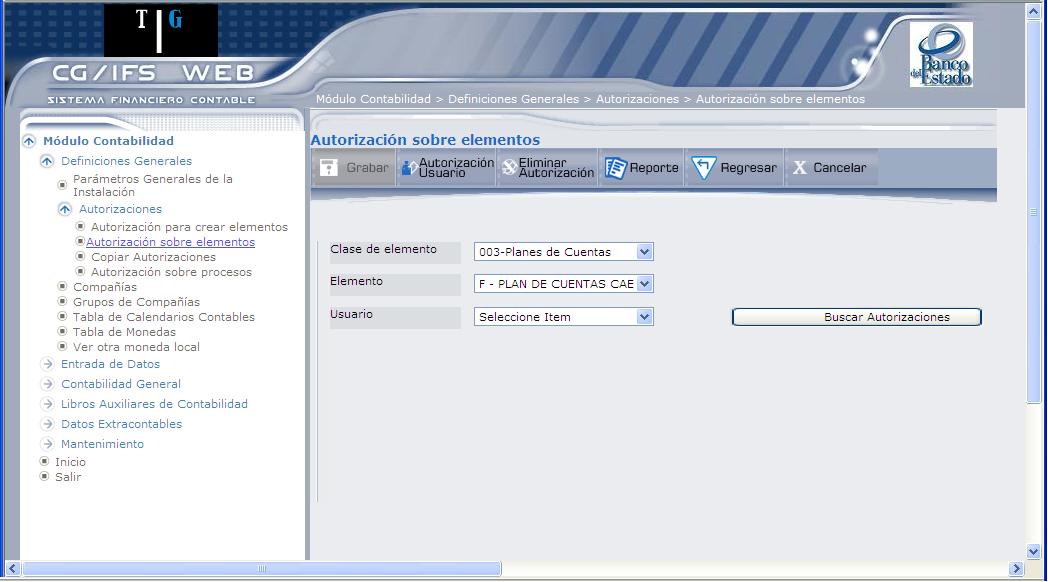 T | G
CG/IFS WEB
SISTEMA FINANCIERO CONTABLE
Banco
del Estado
Módulo Contabilidad > Definiciones Generales > Autorizaciones > Autorización sobre elementos
Módulo Contabilidad
Definiciones Generales
Parámetros Generales de la
Instalación
Autorizaciones
Autorización para crear elementos
Autorización sobre elementos
Copiar Autorizaciones
Autorización sobre procesos
Compañías
Grupos de Compañías
Tabla de Calendarios Contables
Tabla de Monedas
Ver otra moneda local
Entrada de Datos
Contabilidad General
Libros Auxiliares de Contabilidad
Datos Extracontables
Mantenimiento
Inicio
Salir
Autorización sobre elementos
Grabar
Autorización
Usuario
Eliminar
Autorización
Reporte
Regresar
X Cancelar
Clase de elemento
003-Planes de Cuentas
Elemento
F - PLAN DE CUENTAS CAE
Usuario
Seleccione Item
Buscar Autorizaciones